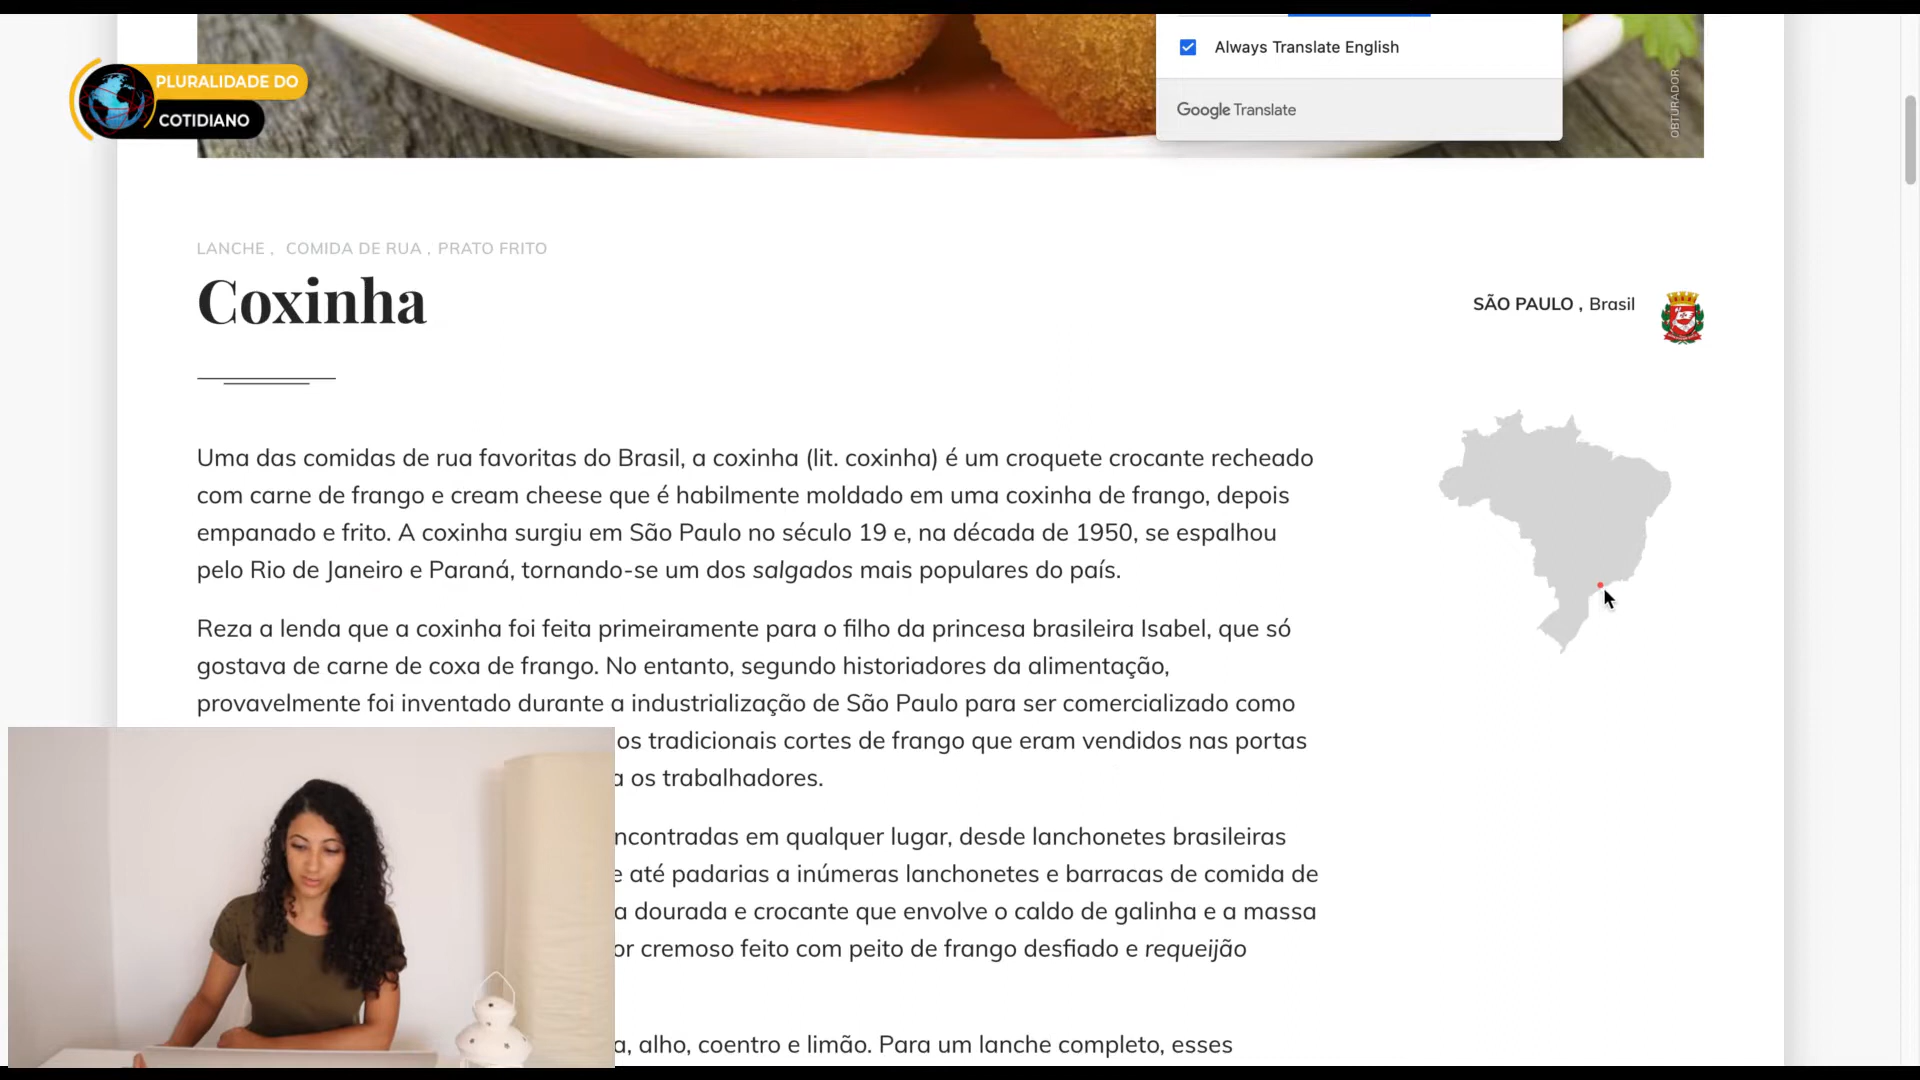 Always Translate English
Google Translate
OBTURADOR
PLURALIDADE DO
COTIDIANO
LANCHE , COMIDA DE RUA , PRATO FRITO
Coxinha
SÃO PAULO , Brasil
Uma das comidas de rua favoritas do Brasil, a coxinha (lit. coxinha) é um croquete crocante recheado
com carne de frango e cream cheese que é habilmente moldado em uma coxinha de frango, depois
empanado e frito. A coxinha surgiu em São Paulo no século 19 e, na década de 1950, se espalhou
pelo Rio de Janeiro e Paraná, tornando-se um dos salgados mais populares do país.
Reza a lenda que a coxinha foi feita primeiramente para o filho da princesa brasileira Isabel, que só
gostava de carne de coxa de frango. No entanto, segundo historiadores da alimentação,
provavelmente foi inventado durante a industrialização de São Paulo para ser comercializado como
os tradicionais cortes de frango que eram vendidos nas portas
a os trabalhadores.
ncontradas em qualquer lugar, desde lanchonetes brasileiras
e até padarias a inúmeras lanchonetes e barracas de comida de
a dourada e crocante que envolve o caldo de galinha e a massa
or cremoso feito com peito de frango desfiado e requeijão
a, alho, coentro e limão. Para um lanche completo, esses